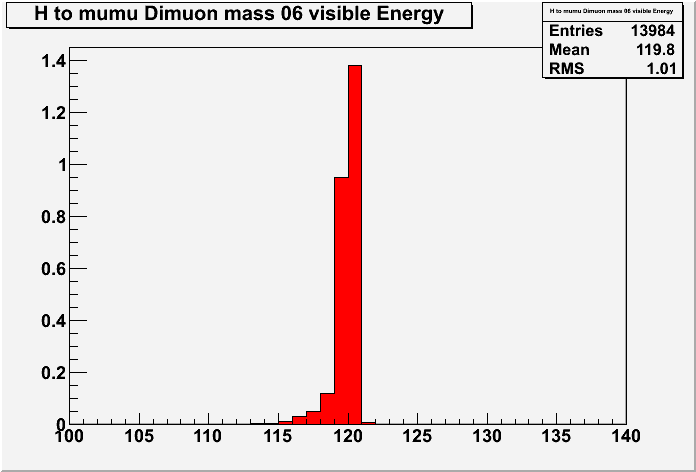 H to mumu Dimuon mass 06 visible Energy
H to mumu Dimuon mass 06 visible Energy
Entries 13984
Mean 119.8
RMS 1.01
1.4
1.2
1
0.8
0.6
0.4
0.2
0
100 105 110 115 120 125 130 135 140